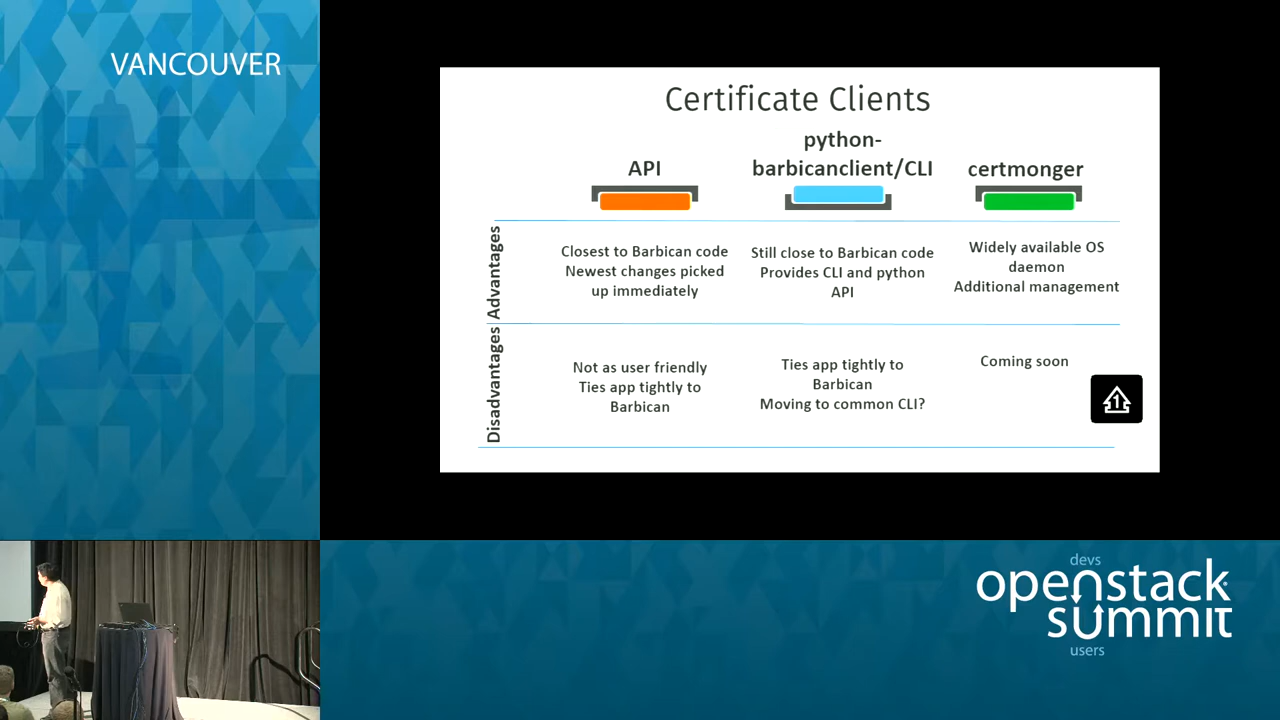 VANCOUVER
Certificate Clients
API
python-
barbicanclient/CLI
certmonger
Advantages
Closest to Barbican code
Newest changes picked
up immediately
Still close to Barbican code
Provides CLI and python
API
Widely available OS
daemon
Additional management
Disadvantages
Not as user friendly
Ties app tightly to
Barbican
Ties app tightly to
Barbican
Moving to common CLI?
Coming soon
1
devs
openstack
summit
users